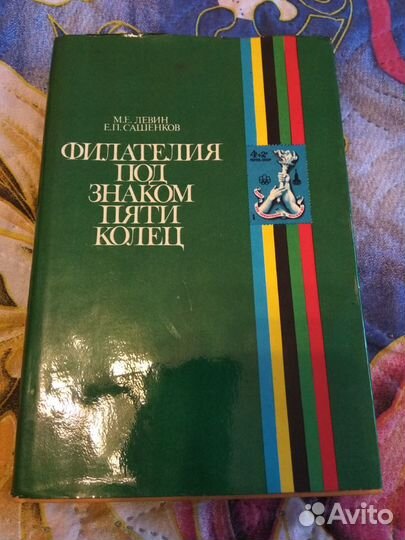 М.Е. ЛЕВИН
Е.П. САШЕНКОВ
ФИЛАТЕЛИЯ
ПОД
ЗНАКОМ
ПЯТИ
КОЛЕЦ
Avito